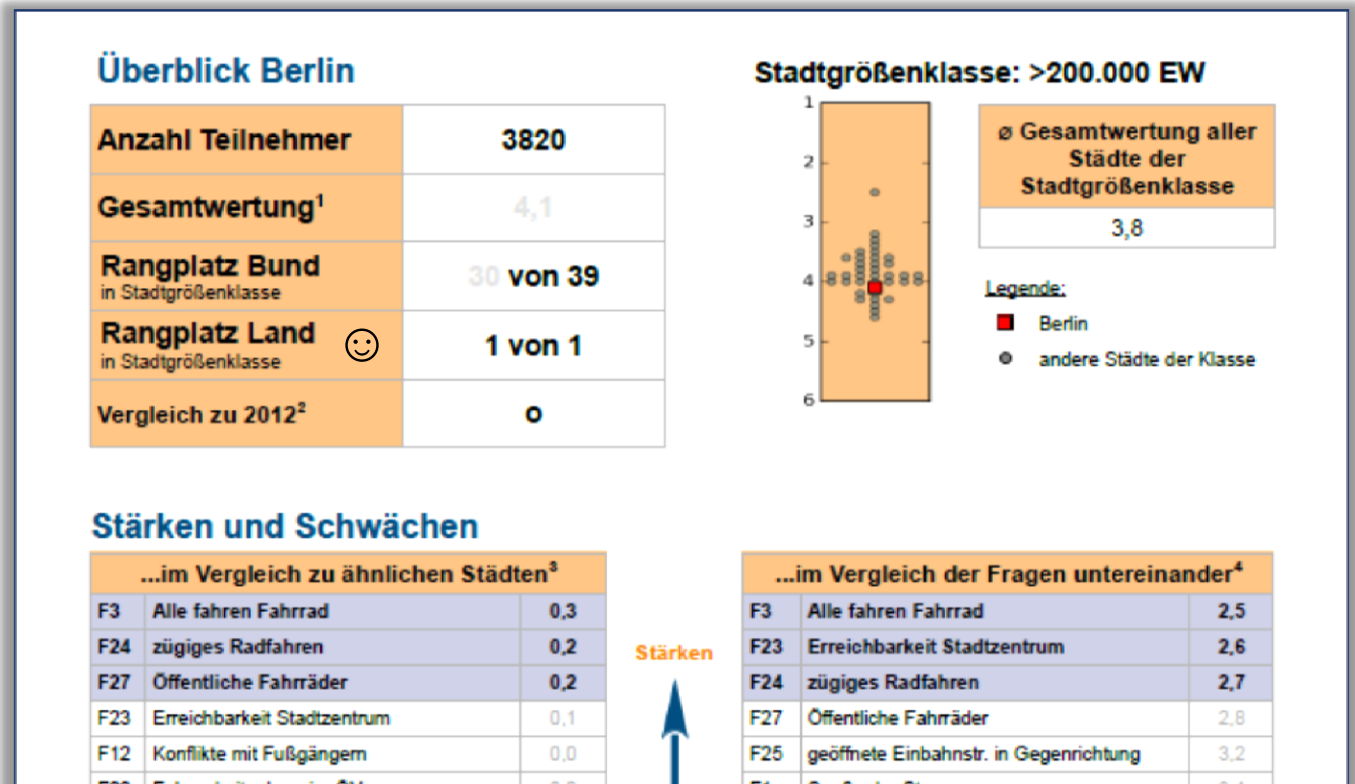 Überblick Berlin
Anzahl Teilnehmer 3820
Gesamtwertung¹ 4,1
Rangplatz Bund 30 von 39
in Stadtgrößenklasse
Rangplatz Land ☺ 1 von 1
in Stadtgrößenklasse
Vergleich zu 2012² o
Stadtgrößenklasse: >200.000 EW
1
2
3
4
5
6
ø Gesamtwertung aller
Städte der
Stadtgrößenklasse
3,8
Legende:
Berlin
andere Städte der Klasse
Stärken und Schwächen
...im Vergleich zu ähnlichen Städten³
F3 Alle fahren Fahrrad 0,3
F24 zügiges Radfahren 0,2
F27 Öffentliche Fahrräder 0,2
F23 Erreichbarkeit Stadtzentrum 0,1
F12 Konflikte mit Fußgängern 0,0
Stärken
...im Vergleich der Fragen untereinander⁴
F3 Alle fahren Fahrrad 2,5
F23 Erreichbarkeit Stadtzentrum 2,6
F24 zügiges Radfahren 2,7
F27 Öffentliche Fahrräder 2,8
F25 geöffnete Einbahnstr. in Gegenrichtung 3,2